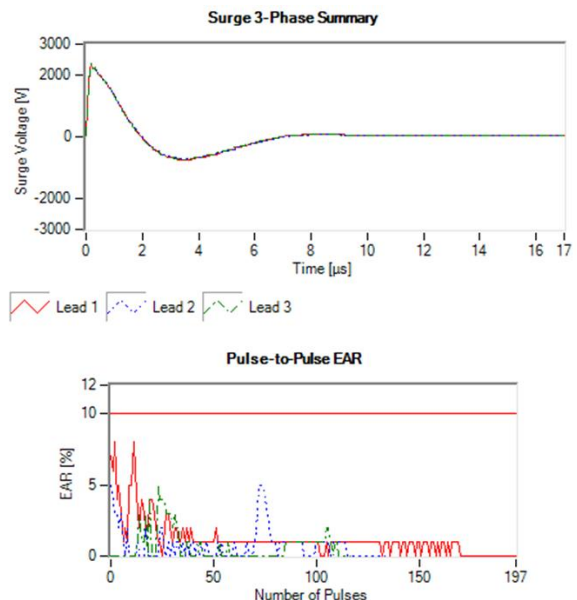 Surge 3-Phase Summary
3000
2000
0
-2000
-3000
Surge Voltage [V]
0 2 4 6 8 10 12 14 16 17
Time [µs]
Lead 1 Lead 2 Lead 3
Pulse-to-Pulse EAR
12
10
5
0
EAR [%]
0 50 100 150 197
Number of Pulses